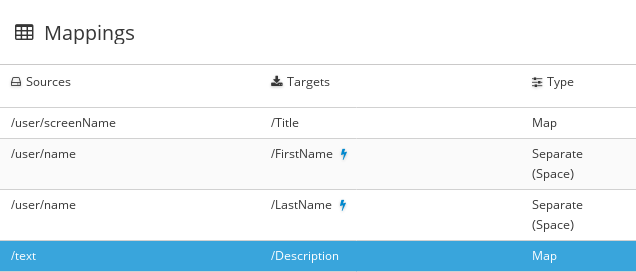 Mappings
Sources Targets Type
/user/screenName /Title Map
/user/name /FirstName Separate
(Space)
/user/name /LastName Separate
(Space)
/text /Description Map